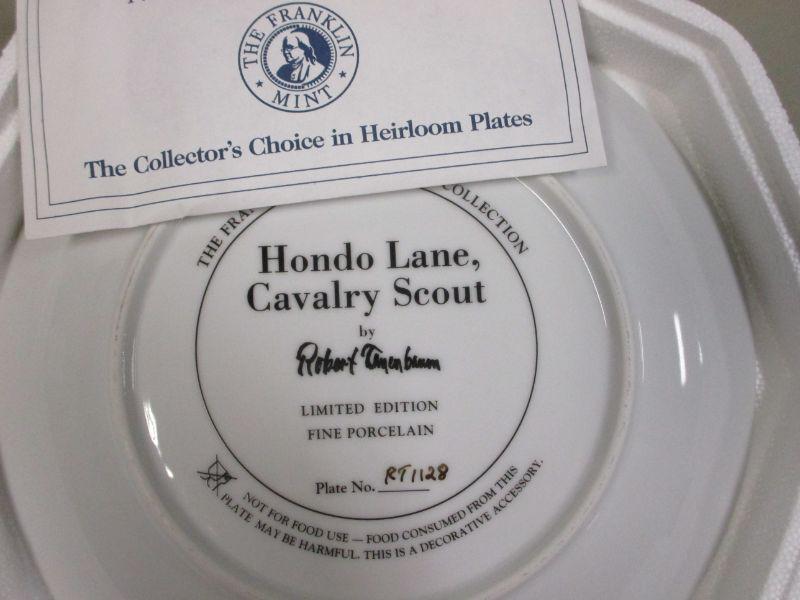 THE FRANKLIN
MINT
The Collector's Choice in Heirloom Plates
THE
COLLECTION
Hondo Lane,
Cavalry Scout
by
Robert Tanenbaum
LIMITED EDITION
FINE PORCELAIN
Plate No. RT1128
NOT FOR FOOD USE — FOOD CONSUMED FROM THIS
PLATE MAY BE HARMFUL. THIS IS A DECORATIVE ACCESSORY.